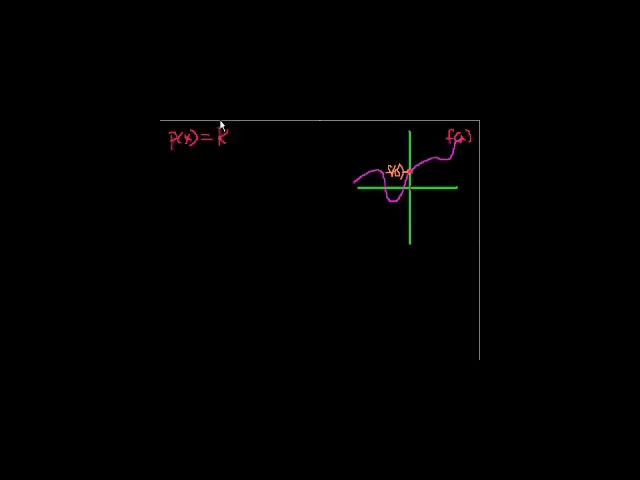 P(x) = K
f(x)
f(0)